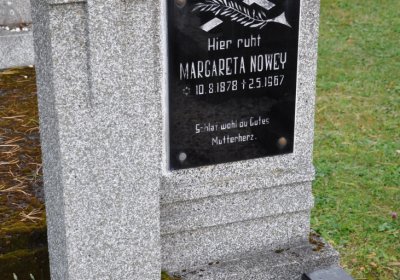 Hier ruht
MARGARETA NOWEY
* 10.8.1878 † 2.5.1967
Schlaf wohl du Gutes
Mutterherz.